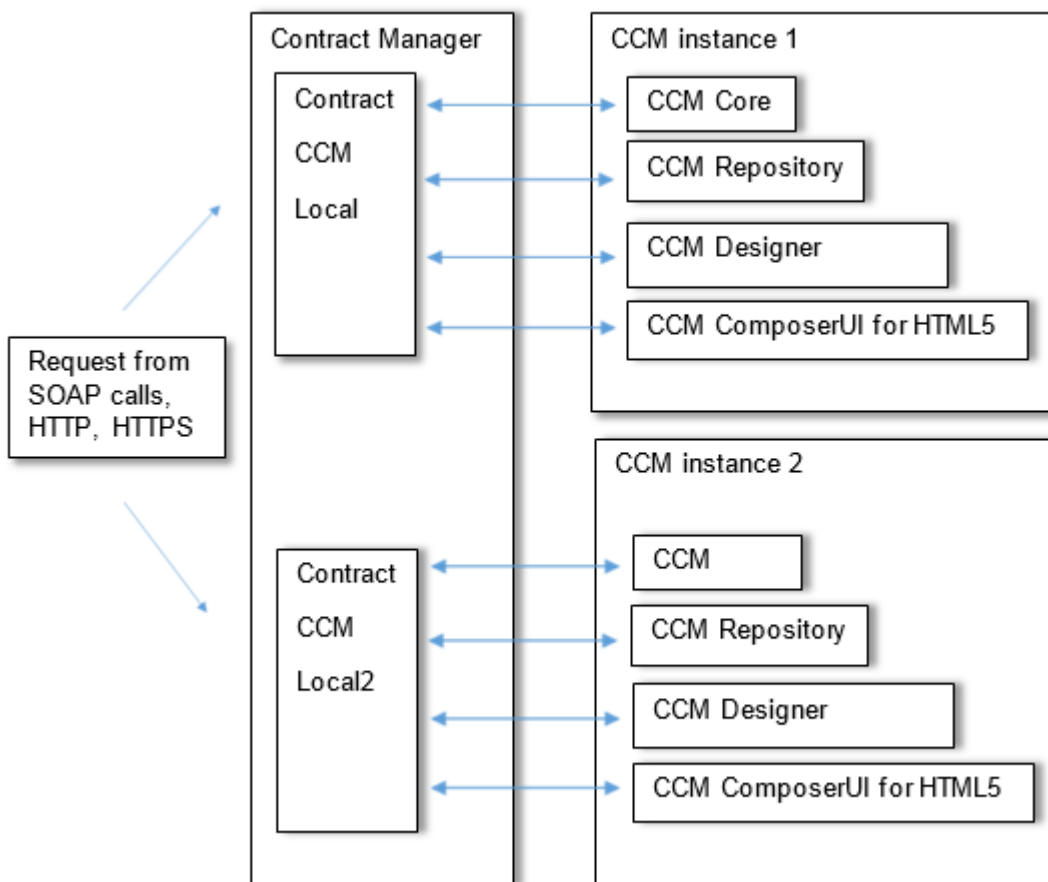 Contract Manager
Contract
CCM
Local
CCM instance 1
CCM Core
CCM Repository
CCM Designer
CCM ComposerUI for HTML5
Request from
SOAP calls,
HTTP, HTTPS
Contract
CCM
Local2
CCM instance 2
CCM
CCM Repository
CCM Designer
CCM ComposerUI for HTML5